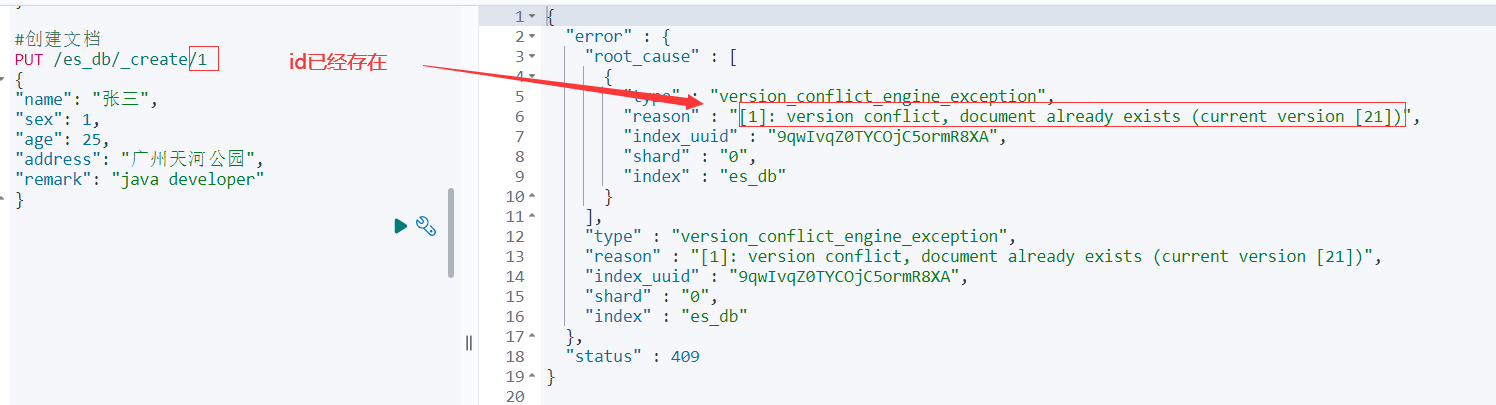 }
#创建文档
PUT /es_db/_create/1
{
"name": "张三",
"sex": 1,
"age": 25,
"address": "广州天河公园",
"remark": "java developer"
}
id已经存在
1 {
2 "error" : {
3 "root_cause" : [
4 {
5 "type" : "version_conflict_engine_exception",
6 "reason" : "[1]: version conflict, document already exists (current version [21])",
7 "index_uuid" : "9qwIvqZ0TYCOjC5ormR8XA",
8 "shard" : "0",
9 "index" : "es_db"
10 }
11 ],
12 "type" : "version_conflict_engine_exception",
13 "reason" : "[1]: version conflict, document already exists (current version [21])",
14 "index_uuid" : "9qwIvqZ0TYCOjC5ormR8XA",
15 "shard" : "0",
16 "index" : "es_db"
17 },
18 "status" : 409
19 }
20